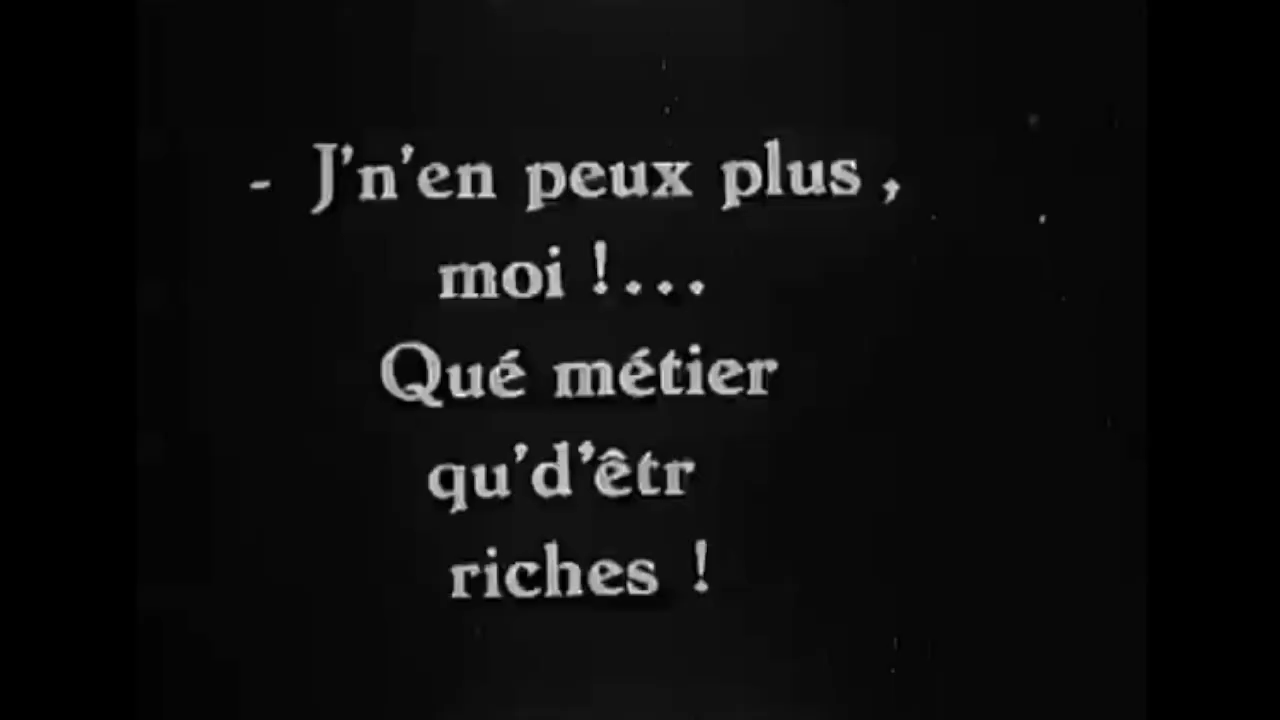 - J'n'en peux plus ,
moi !...
Qué métier
qu'd'êtr
riches !